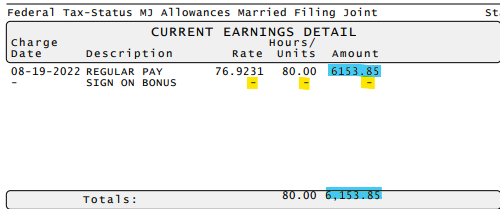 Federal Tax-Status MJ Allowances Married Filing Joint St
CURRENT EARNINGS DETAIL
Charge Hours/
Date Description Rate Units Amount
08-19-2022 REGULAR PAY 76.9231 80.00 6153.85
- SIGN ON BONUS - - -
Totals: 80.00 6,153.85